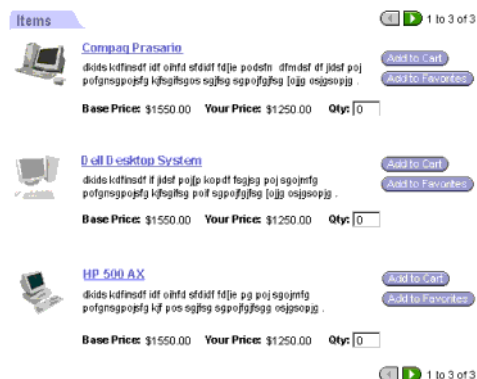 Items
1 to 3 of 3
Compaq Prasario
dkids kdfinsdf idf oihfd sfdidf fd[ie podsfn dfmdsf df jidsf poj
pofgnsgpojsfg kjfsgifsgos sgjfsg sgpojfgjfsg [ojjg osjgsopjg .
Add to Cart
Add to Favorites
Base Price: $1550.00 Your Price: $1250.00 Qty: 0
Dell Desktop System
dkids kdfinsdf if jidsf poj[p kopdf fsgjsg poj sgojmfg
pofgnsgpojsfg kjfsgifsg poif sgpojfgjfsg [ojjg osjgsopjg .
Add to Cart
Add to Favorites
Base Price: $1550.00 Your Price: $1250.00 Qty: 0
HP 500 AX
dkids kdfinsdf idf oihfd sfdidf fd[ie pg poj sgojmfg
pofgnsgpojsfg kjf pos sgjfsg sgpojfgjfsgg osjgsopjg .
Add to Cart
Add to Favorites
Base Price: $1550.00 Your Price: $1250.00 Qty: 0
1 to 3 of 3